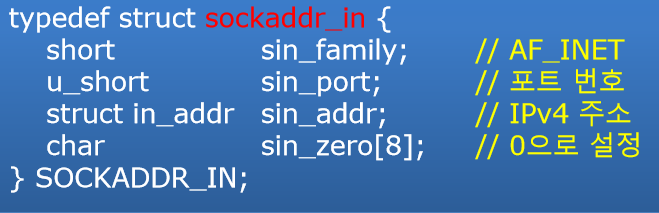 typedef struct sockaddr_in {
short sin_family; // AF_INET
u_short sin_port; // 포트 번호
struct in_addr sin_addr; // IPv4 주소
char sin_zero[8]; // 0으로 설정
} SOCKADDR_IN;